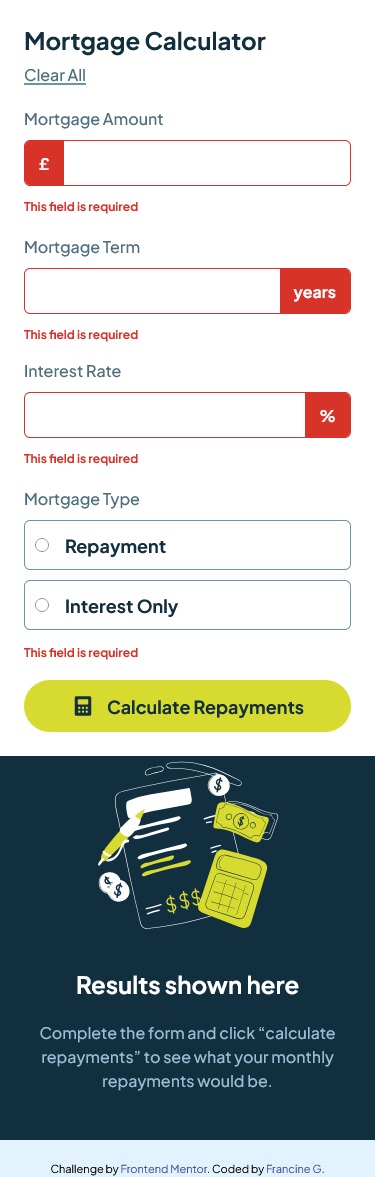 Mortgage Calculator
Clear All
Mortgage Amount
£
This field is required
Mortgage Term
years
This field is required
Interest Rate
%
This field is required
Mortgage Type
Repayment
Interest Only
This field is required
Calculate Repayments
$
$
$
$ $$$
Results shown here
Complete the form and click “calculate
repayments” to see what your monthly
repayments would be.
Challenge by Frontend Mentor. Coded by Francine G.